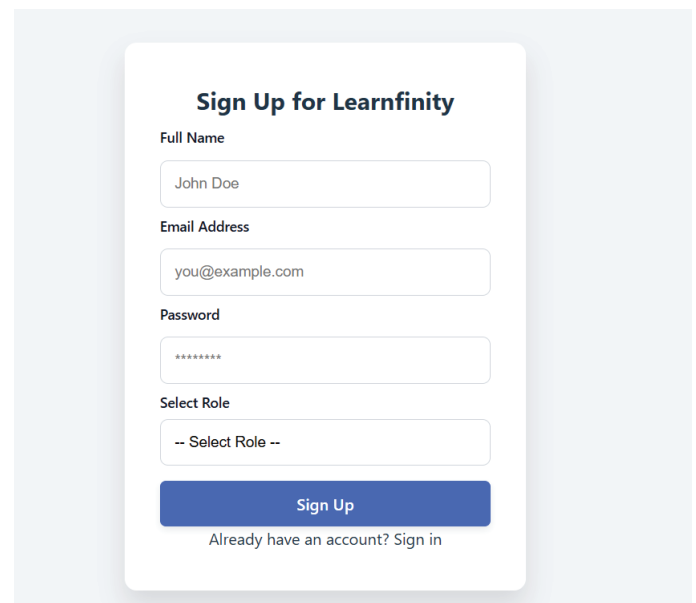 Sign Up for Learnfinity
Full Name
John Doe
Email Address
you@example.com
Password
********
Select Role
-- Select Role --
Sign Up
Already have an account? Sign in